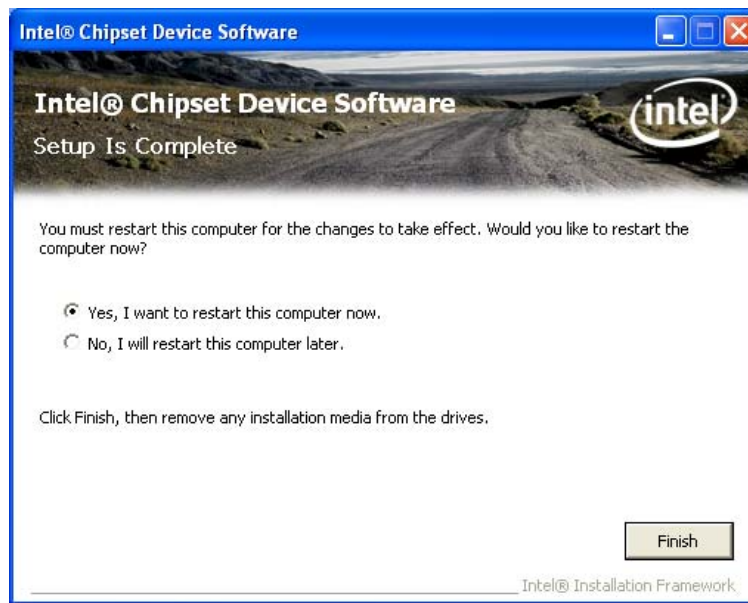 Intel® Chipset Device Software
Intel® Chipset Device Software
intel
Setup Is Complete
You must restart this computer for the changes to take effect. Would you like to restart the
computer now?
Yes, I want to restart this computer now.
No, I will restart this computer later.
Click Finish, then remove any installation media from the drives.
Finish
Intel® Installation Framework